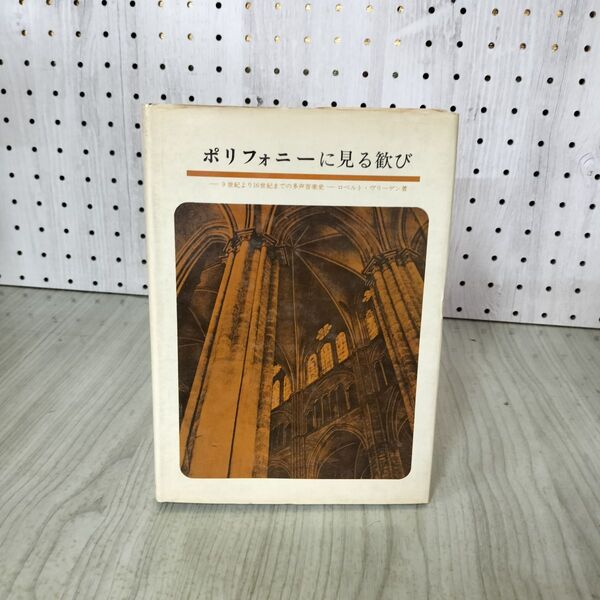 ポリフォニーに見る歓び
—9世紀より16世紀までの多声音楽史— ロベルト・ヴリーゲン著